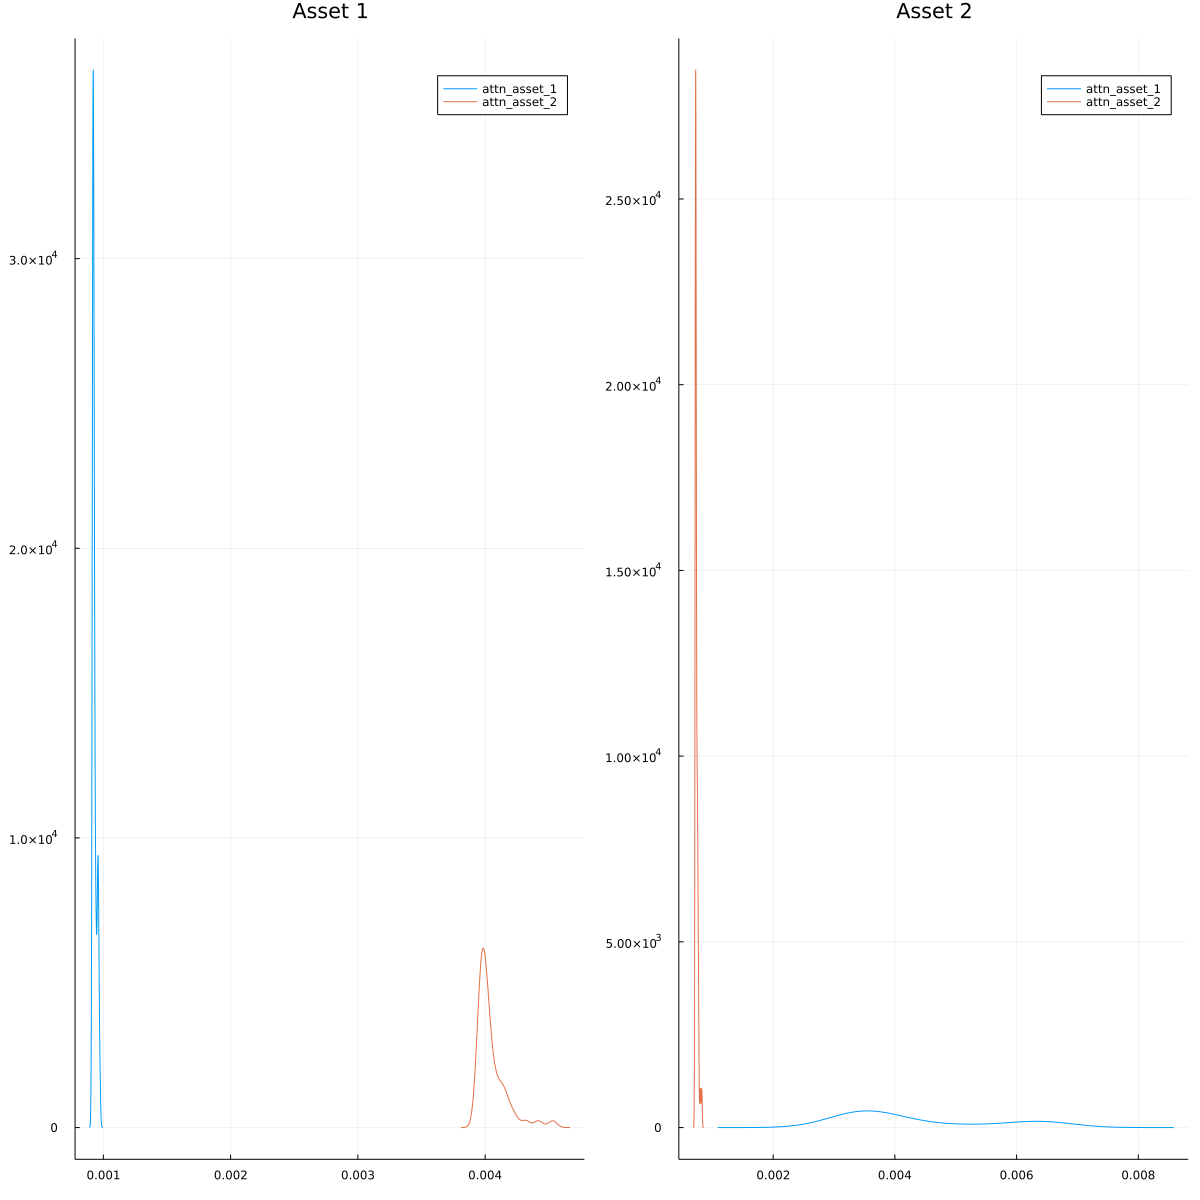 Asset 1
attn_asset_1
attn_asset_2
3.0×10⁴
2.0×10⁴
1.0×10⁴
0
0.001 0.002 0.003 0.004
Asset 2
attn_asset_1
attn_asset_2
2.50×10⁴
2.00×10⁴
1.50×10⁴
1.00×10⁴
5.00×10³
0
0.002 0.004 0.006 0.008